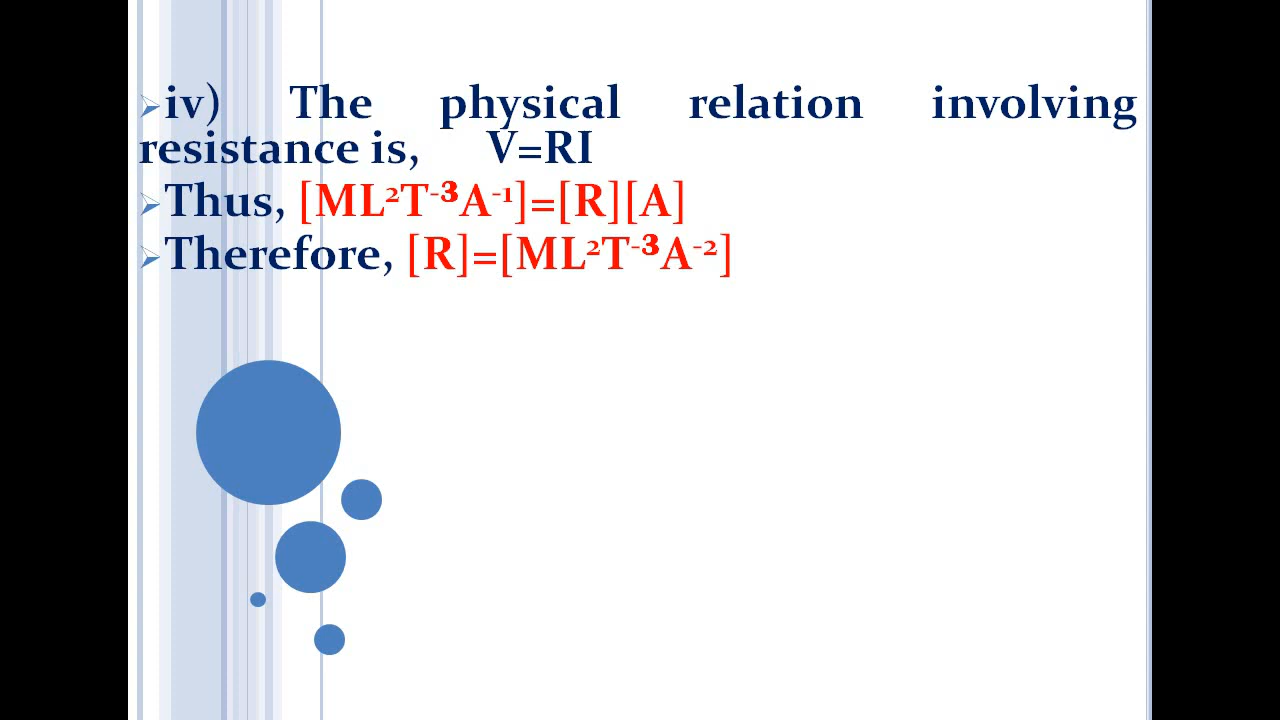 iv) The physical relation involving
resistance is, V=RI
Thus, [ML²T⁻³A⁻¹]=[R][A]
Therefore, [R]=[ML²T⁻³A⁻²]